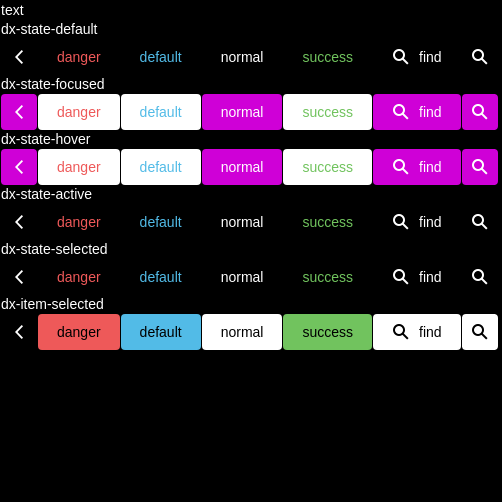 text
dx-state-default
danger default normal success find
dx-state-focused
danger default normal success find
dx-state-hover
danger default normal success find
dx-state-active
danger default normal success find
dx-state-selected
danger default normal success find
dx-item-selected
danger default normal success find